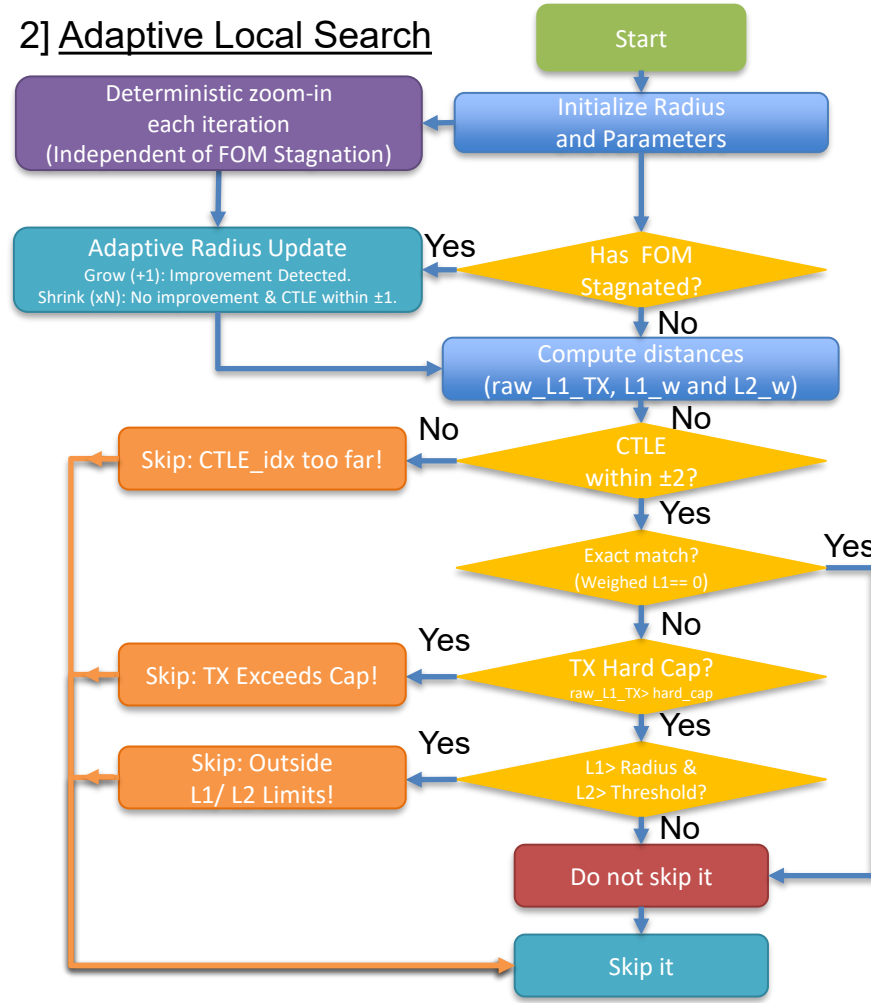 2] Adaptive Local Search
Start
Deterministic zoom-in
each iteration
(Independent of FOM Stagnation)
Initialize Radius
and Parameters
Adaptive Radius Update
Grow (+1): Improvement Detected.
Shrink (xN): No improvement & CTLE within ±1.
Yes
Has FOM
Stagnated?
No
Compute distances
(raw_L1_TX, L1_w and L2_w)
No
Skip: CTLE_idx too far!
No
CTLE
within ±2?
Yes
Exact match?
(Weighed L1== 0)
Yes
No
Skip: TX Exceeds Cap!
Yes
TX Hard Cap?
raw_L1_TX> hard_cap
Yes
Skip: Outside
L1/ L2 Limits!
Yes
L1> Radius &
L2> Threshold?
No
Do not skip it
Skip it